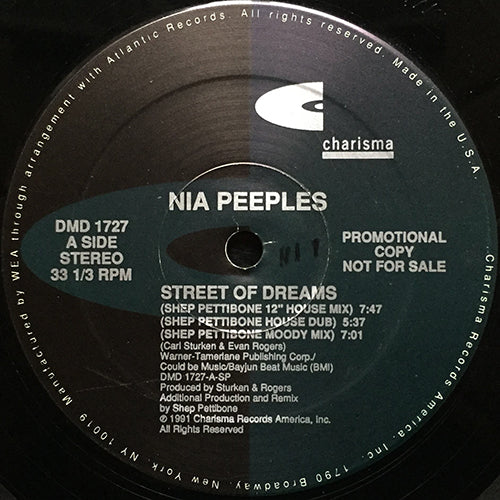 Manufactured by WEA through arrangement with Atlantic Records. All rights reserved. Made in the U.S.A.
charisma
NIA PEEPLES
DMD 1727
A SIDE
STEREO
33 1/3 RPM
PROMOTIONAL
COPY
NOT FOR SALE
STREET OF DREAMS
(SHEP PETTIBONE 12" HOUSE MIX) 7:47
(SHEP PETTIBONE HOUSE DUB) 5:37
(SHEP PETTIBONE MOODY MIX) 7:01
(Carl Sturken & Evan Rogers)
Warner-Tamerlane Publishing Corp./
Could be Music/Bayjun Beat Music (BMI)
DMD 1727-A-SP
Produced by Sturken & Rogers
Additional Production and Remix
by Shep Pettibone
℗ 1991 Charisma Records America, Inc.
All Rights Reserved
Charisma Records America, Inc. 1790 Broadway, New York, NY 10019